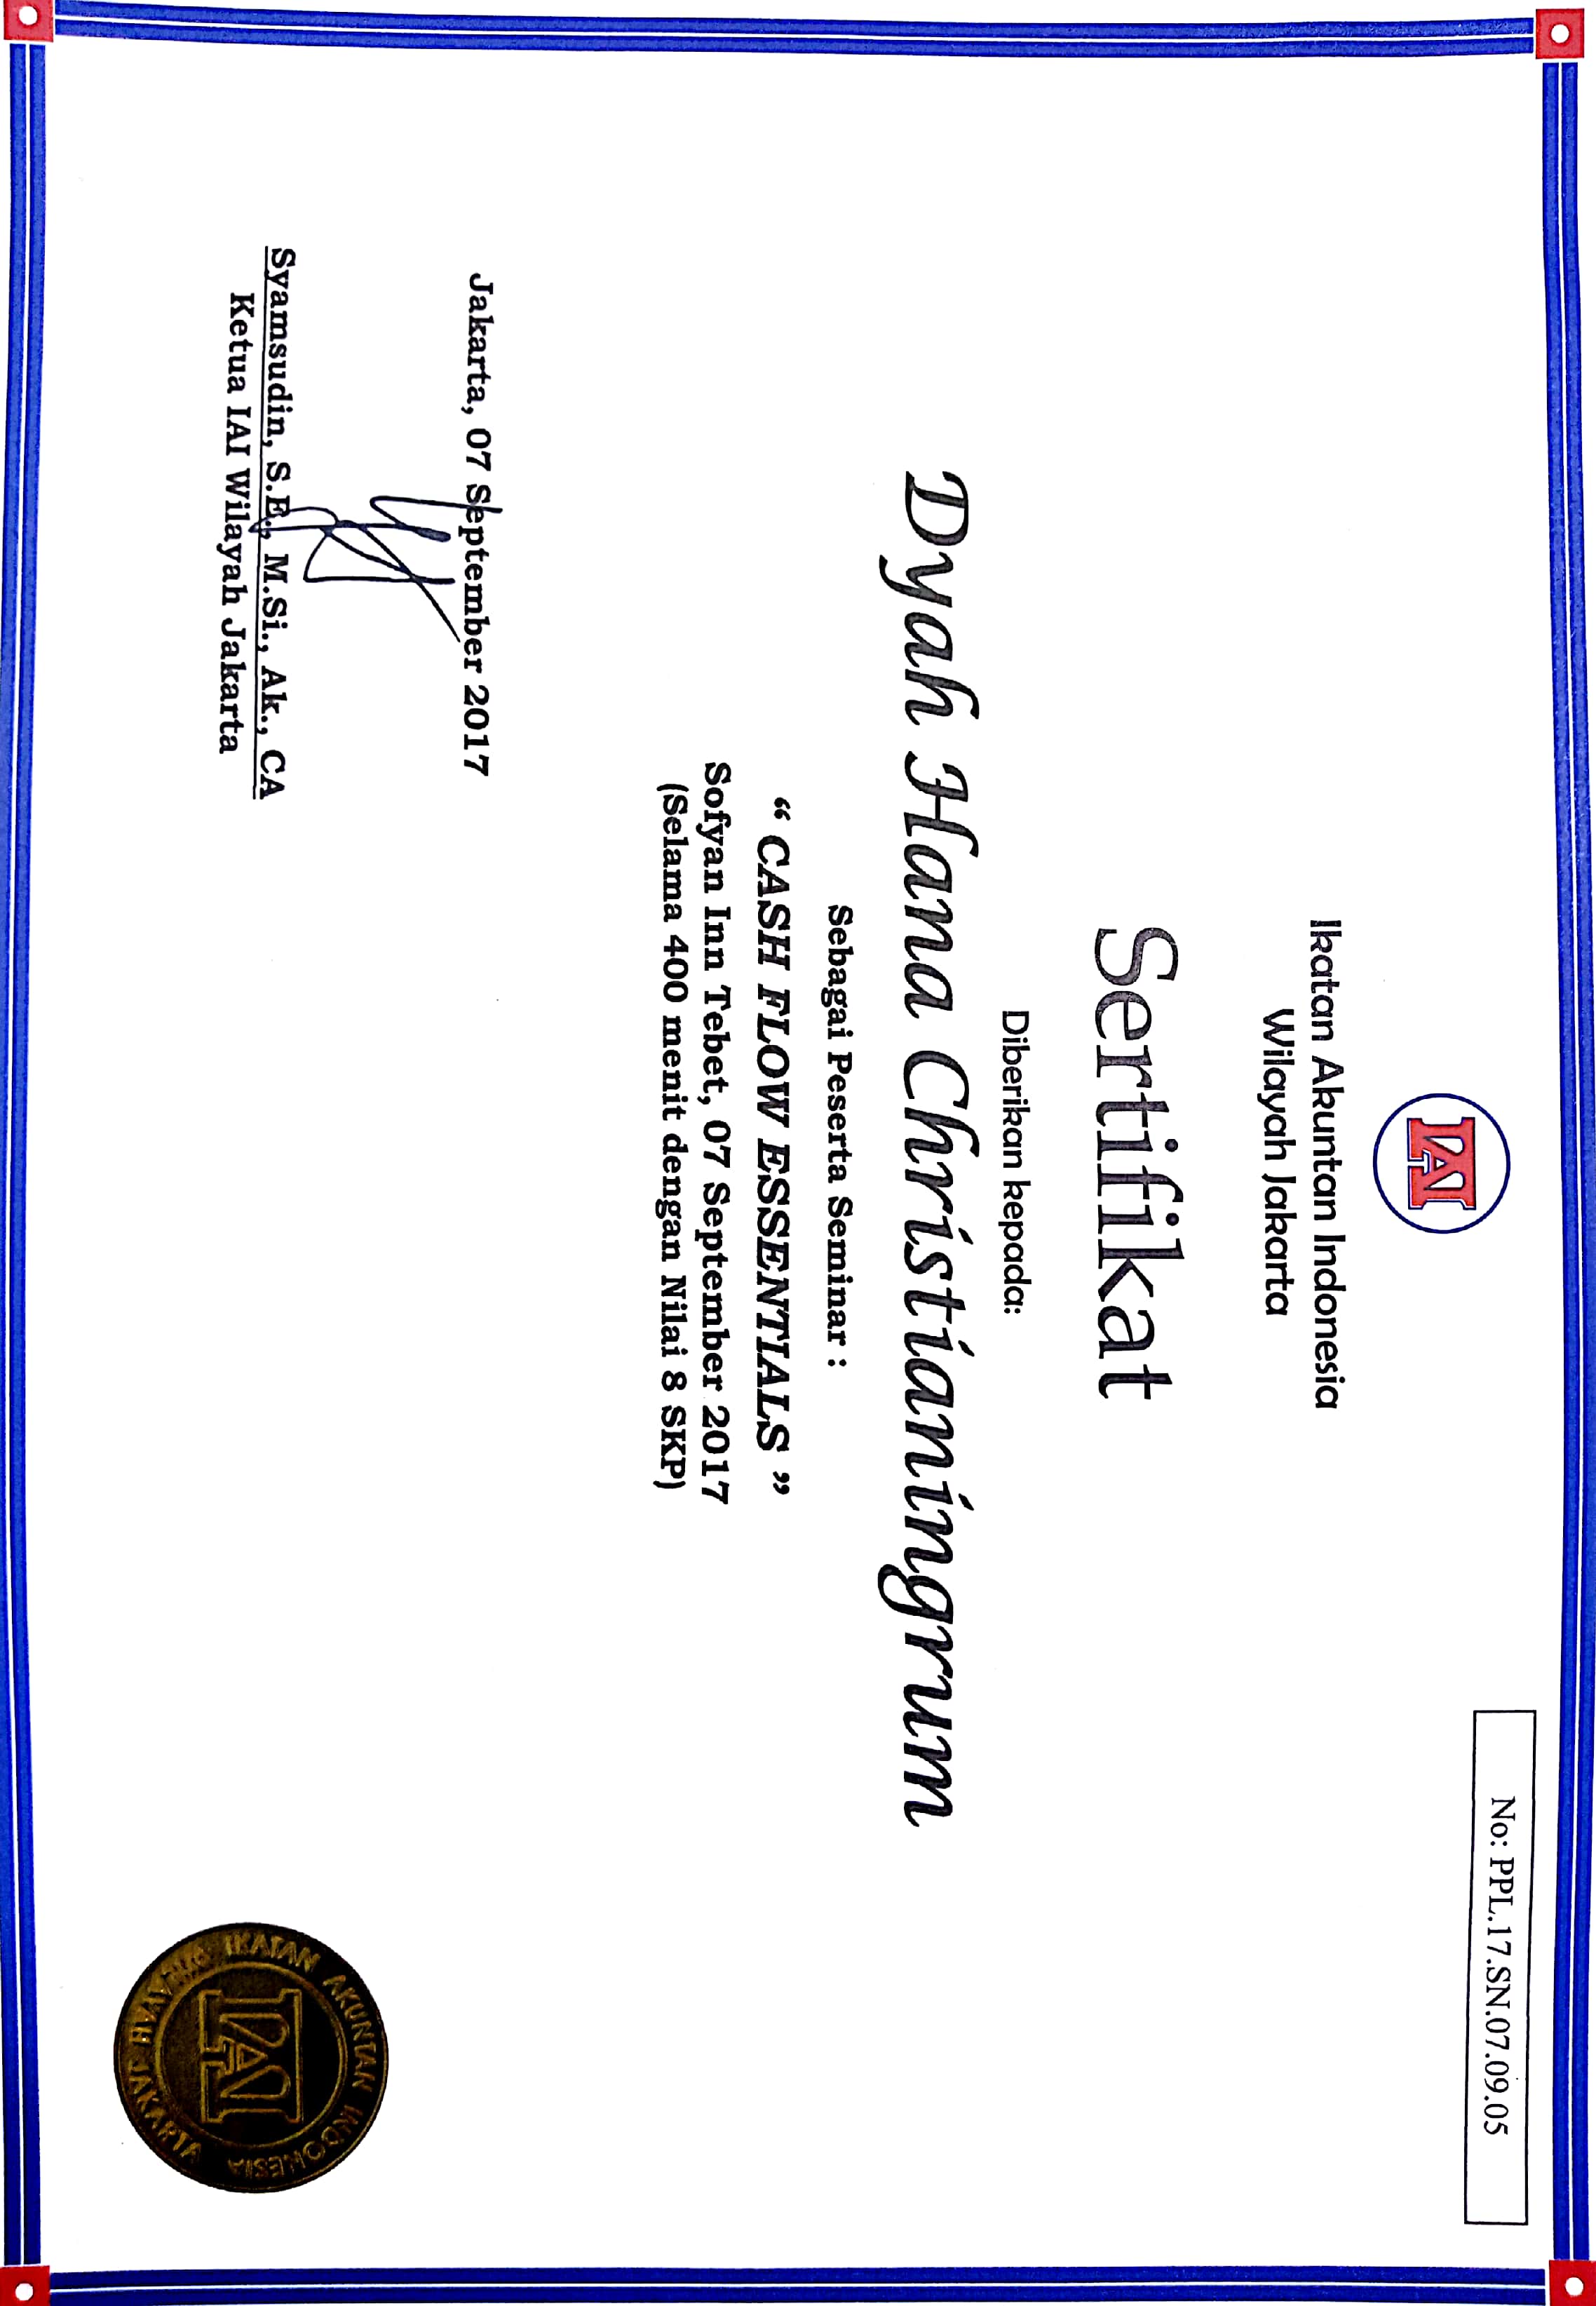 No: PPL.17.SN.07.09.05
IAI
Ikatan Akuntan Indonesia
Wilayah Jakarta
Sertifikat
Diberikan kepada:
Dyah Hana Christianingrum
Sebagai Peserta Seminar :
“ CASH FLOW ESSENTIALS ”
Sofyan Inn Tebet, 07 September 2017
(Selama 400 menit dengan Nilai 8 SKP)
Jakarta, 07 September 2017
Syamsudin, S.E., M.Si., Ak., CA
Ketua IAI Wilayah Jakarta
IKATAN AKUNTAN INDONESIA
WILAYAH JAKARTA
IAI